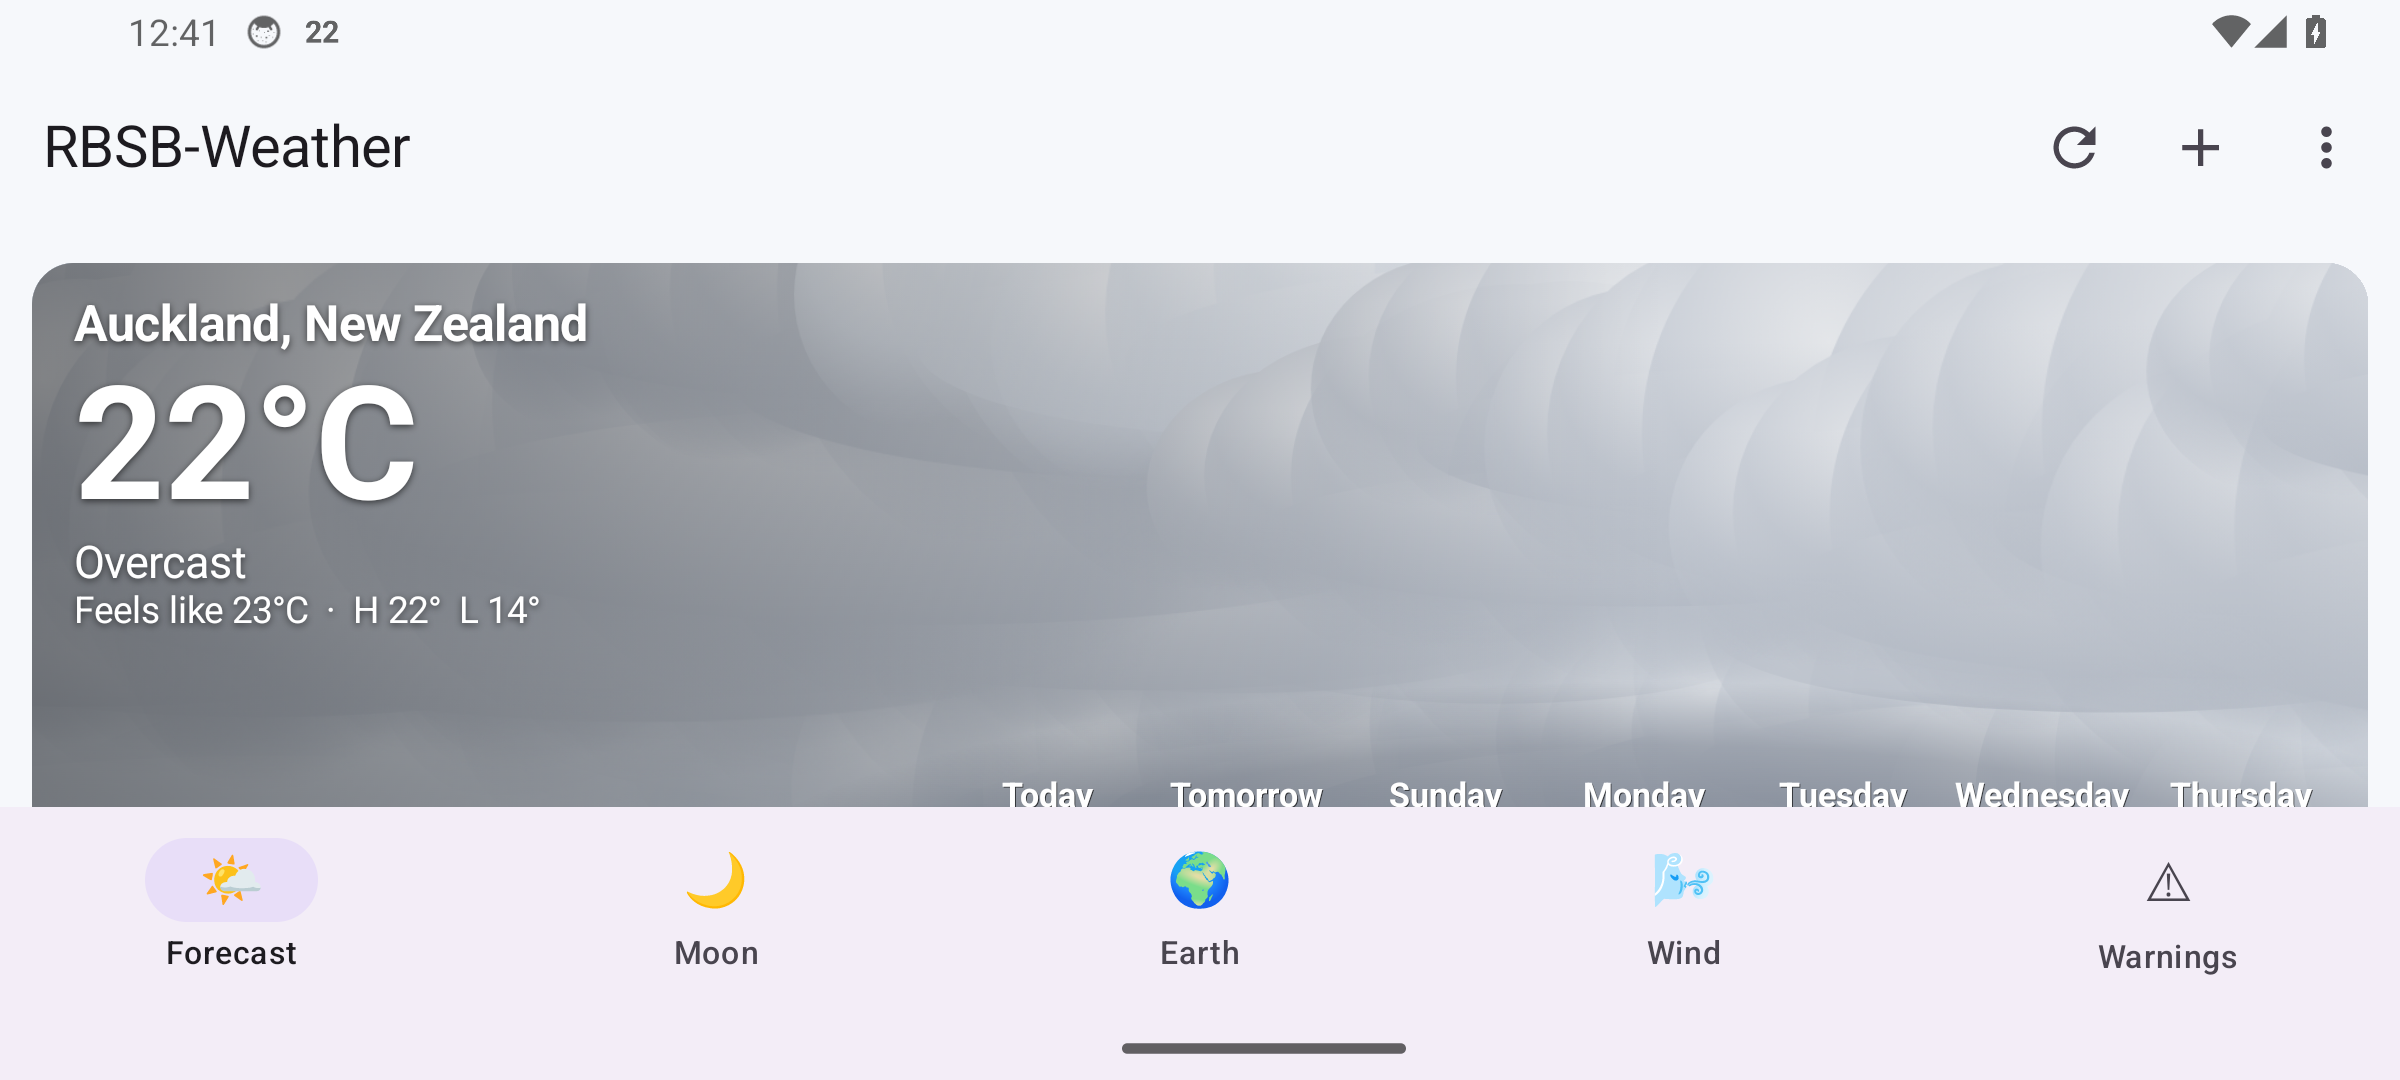 12:41 22
RBSB-Weather
Auckland, New Zealand
22°C
Overcast
Feels like 23°C · H 22° L 14°
Today Tomorrow Sunday Monday Tuesday Wednesday Thursday
Forecast Moon Earth Wind Warnings